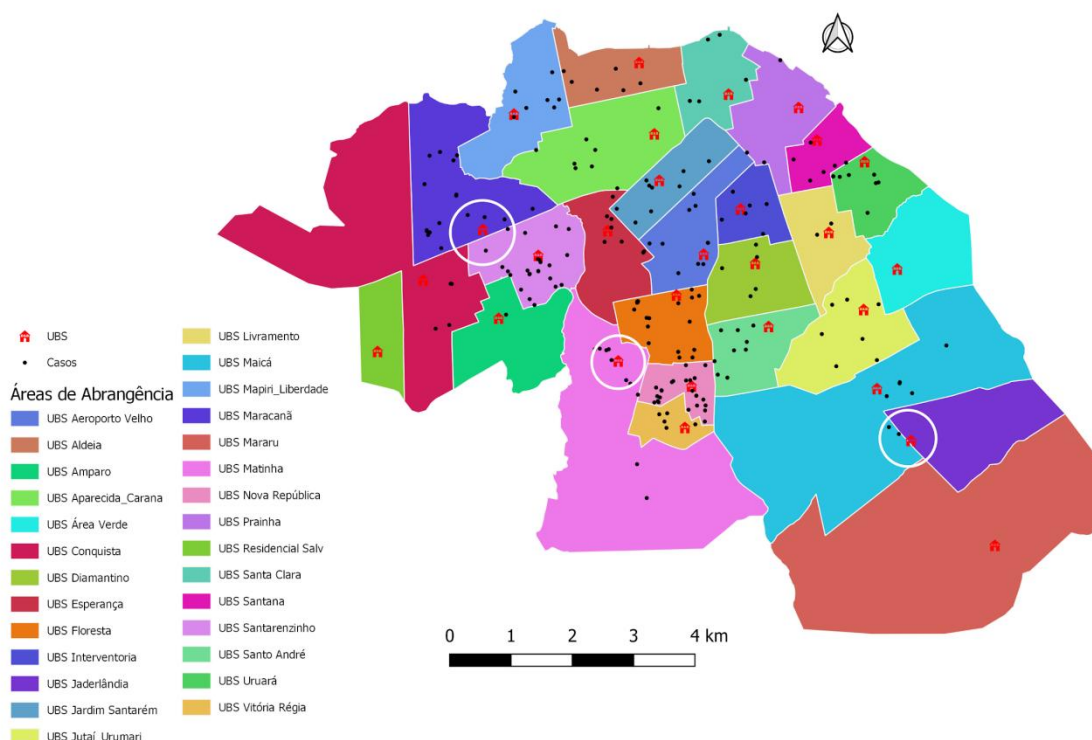 UBS
Casos
Áreas de Abrangência
UBS Aeroporto Velho
UBS Aldeia
UBS Amparo
UBS Aparecida_Carana
UBS Área Verde
UBS Conquista
UBS Diamantino
UBS Esperança
UBS Floresta
UBS Interventoria
UBS Jaderlândia
UBS Jardim Santarém
UBS Jutaí_Urumari
UBS Livramento
UBS Maicá
UBS Mapiri_Liberdade
UBS Maracanã
UBS Mararu
UBS Matinha
UBS Nova República
UBS Prainha
UBS Residencial Salv
UBS Santa Clara
UBS Santana
UBS Santarenzinho
UBS Santo André
UBS Uruará
UBS Vitória Régia
0 1 2 3 4 km